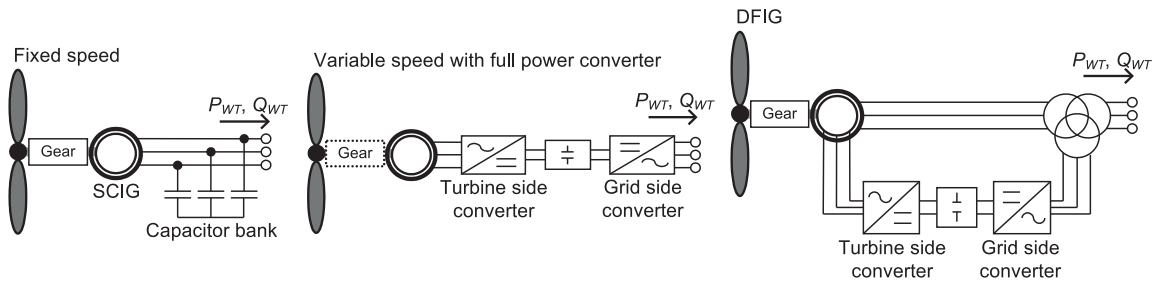 Fixed speed
P_WT, Q_WT
Gear
SCIG
Capacitor bank
Variable speed with full power converter
P_WT, Q_WT
Gear
Turbine side
converter
Grid side
converter
DFIG
P_WT, Q_WT
Gear
Turbine side
converter
Grid side
converter